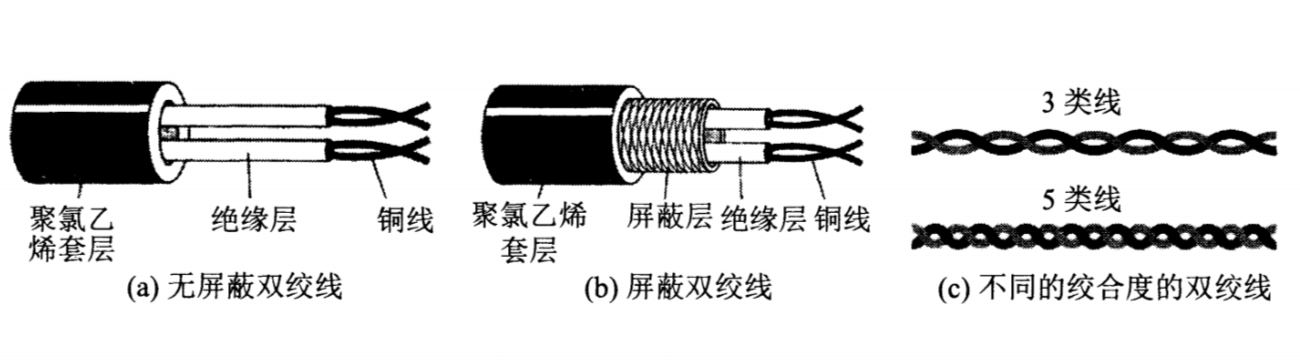 聚氯乙
烯套层
绝缘层
铜线
(a) 无屏蔽双绞线
聚氯乙烯
套层
屏蔽层
绝缘层
铜线
(b) 屏蔽双绞线
3 类线
5 类线
(c) 不同的绞合度的双绞线